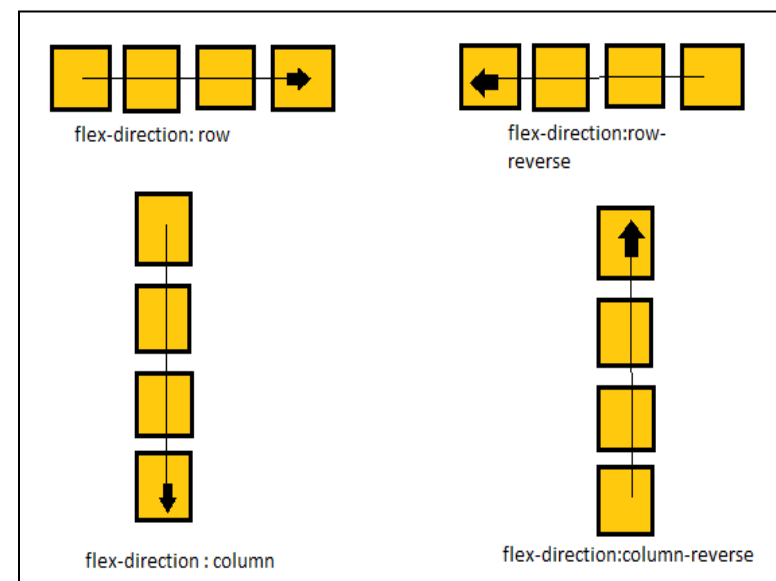 flex-direction: row
flex-direction:row-
reverse
flex-direction : column
flex-direction:column-reverse